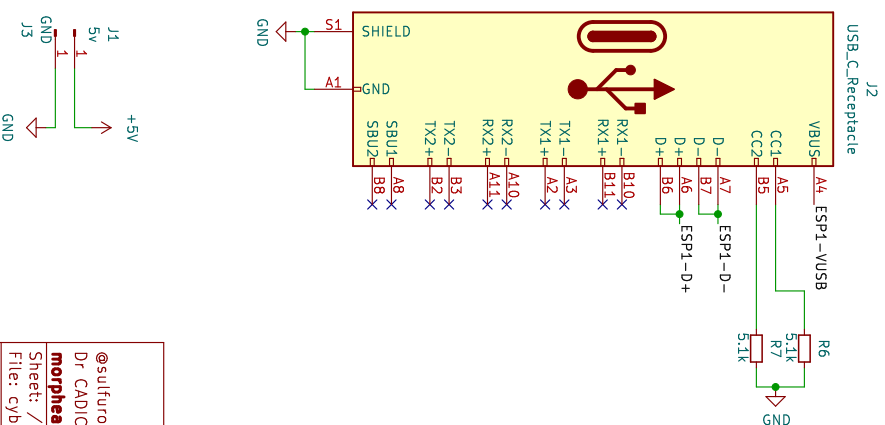 J2
USB_C_Receptacle
SHIELD
S1
GND
GND
A1
VBUS
A4
ESP1-VUSB
CC1
A5
CC2
B5
D-
A7
D-
B7
ESP1-D-
D+
A6
D+
B6
ESP1-D+
RX1-
B10
RX1+
B11
TX1-
A3
TX1+
A2
RX2-
A10
RX2+
A11
TX2-
B3
TX2+
B2
SBU1
A8
SBU2
B8
R6
5.1k
R7
5.1k
GND
J1
5v
1
+5V
GND
J3
1
GND
@sulfuro
Dr CADIC
morphea
Sheet: /
File: cyb